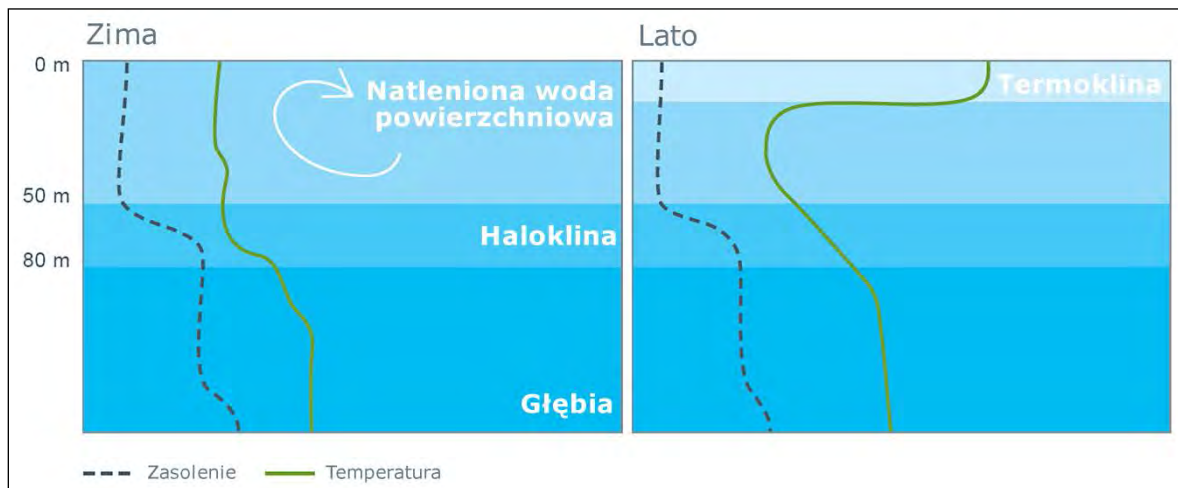 Zima
Lato
0 m
Natleniona woda
powierzchniowa
Termoklina
50 m
Haloklina
80 m
Głębia
Zasolenie
Temperatura